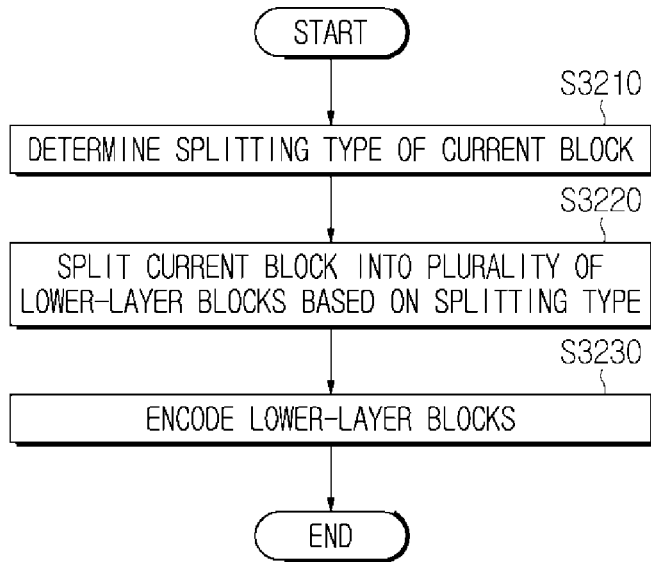 START
S3210
DETERMINE SPLITTING TYPE OF CURRENT BLOCK
S3220
SPLIT CURRENT BLOCK INTO PLURALITY OF
LOWER-LAYER BLOCKS BASED ON SPLITTING TYPE
S3230
ENCODE LOWER-LAYER BLOCKS
END